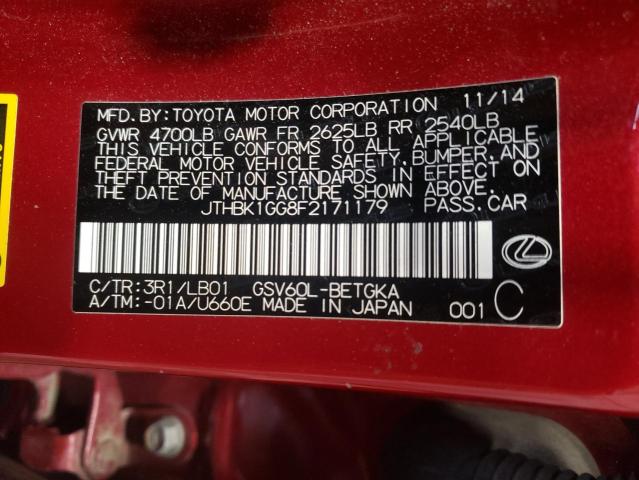 MFD.BY:TOYOTA MOTOR CORPORATION 11/14
GVWR 4700LB GAWR FR 2625LB RR 2540LB
THIS VEHICLE CONFORMS TO ALL APPLICABLE
FEDERAL MOTOR VEHICLE SAFETY, BUMPER, AND
THEFT PREVENTION STANDARDS IN EFFECT ON
THE DATE OF MANUFACTURE SHOWN ABOVE.
JTHBK1GG8F2171179 PASS.CAR
C/TR:3R1/LB01 GSV60L-BETGKA
A/TM:-01A/U660E MADE IN JAPAN 001 C